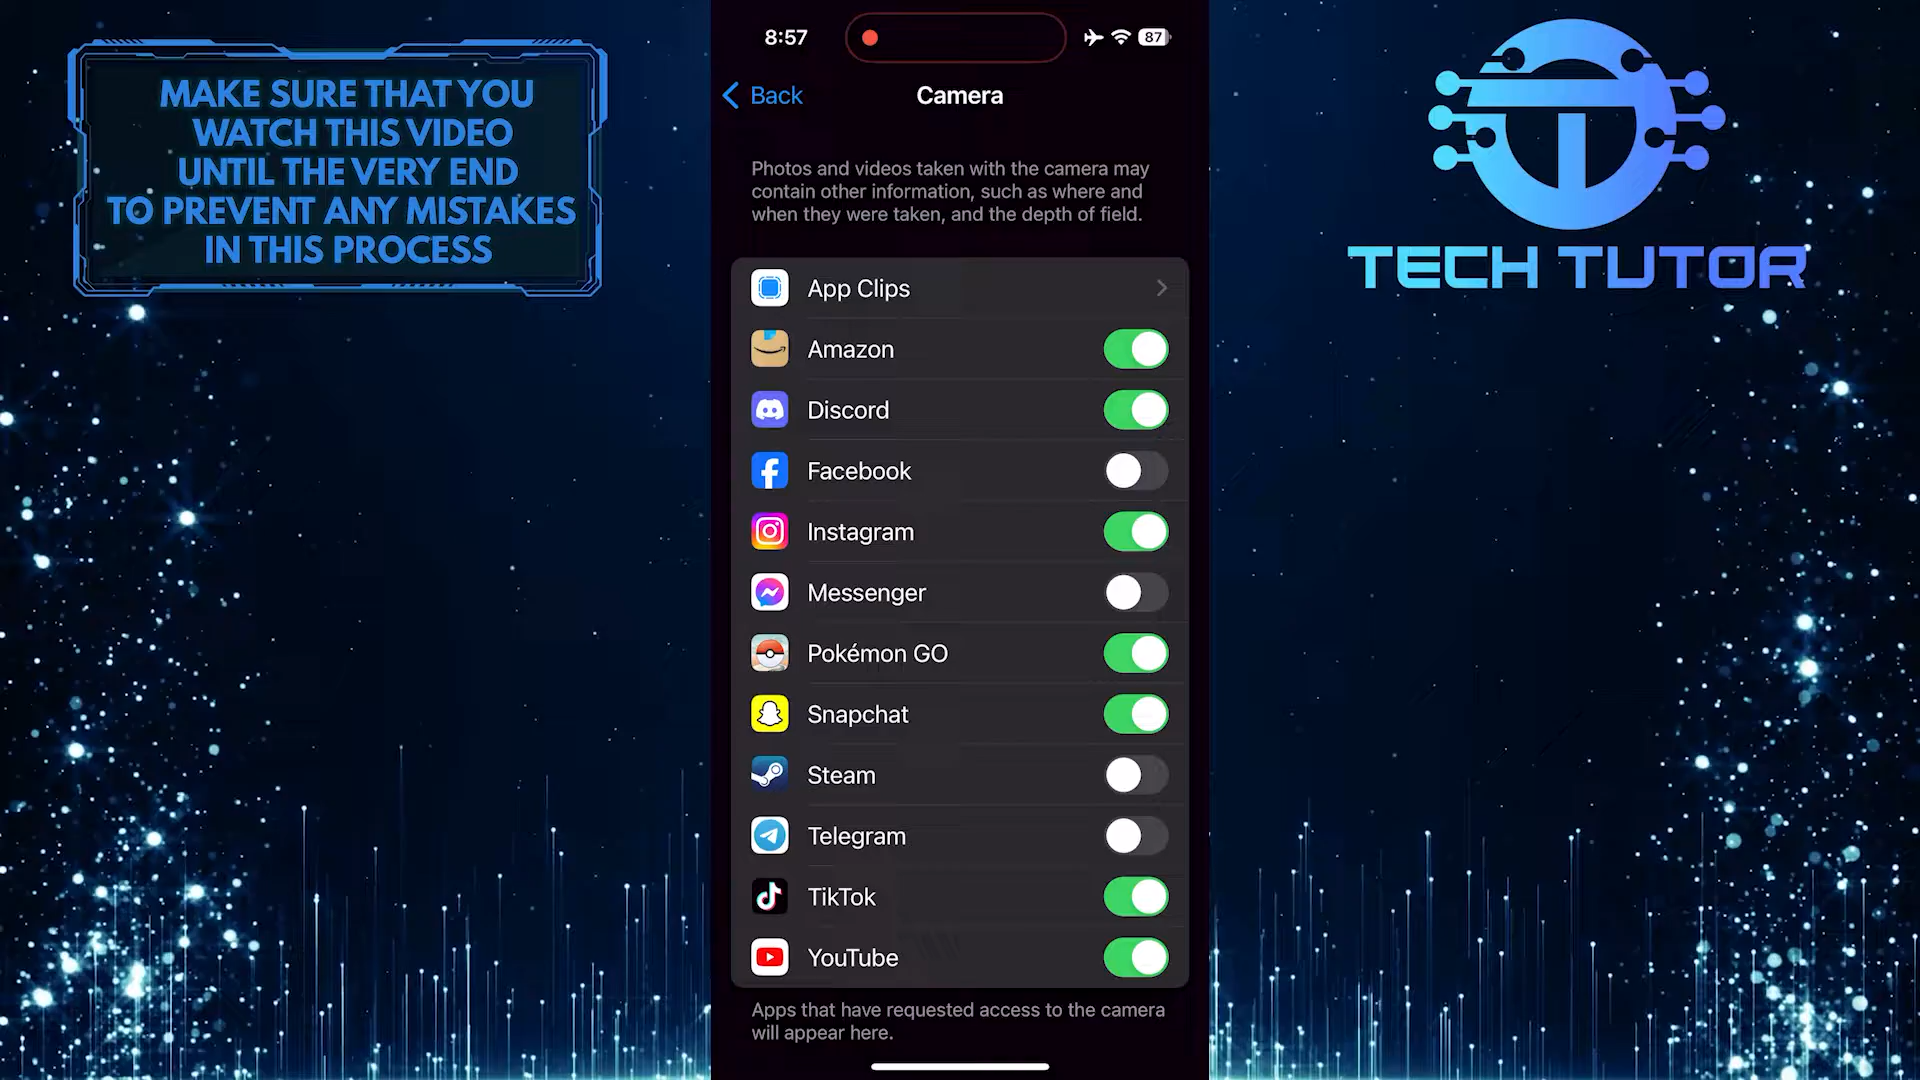 MAKE SURE THAT YOU
WATCH THIS VIDEO
UNTIL THE VERY END
TO PREVENT ANY MISTAKES
IN THIS PROCESS
8:57
87
Back
Camera
Photos and videos taken with the camera may
contain other information, such as where and
when they were taken, and the depth of field.
App Clips
Amazon
Discord
Facebook
Instagram
Messenger
Pokémon GO
Snapchat
Steam
Telegram
TikTok
YouTube
Apps that have requested access to the camera
will appear here.
TECH TUTOR